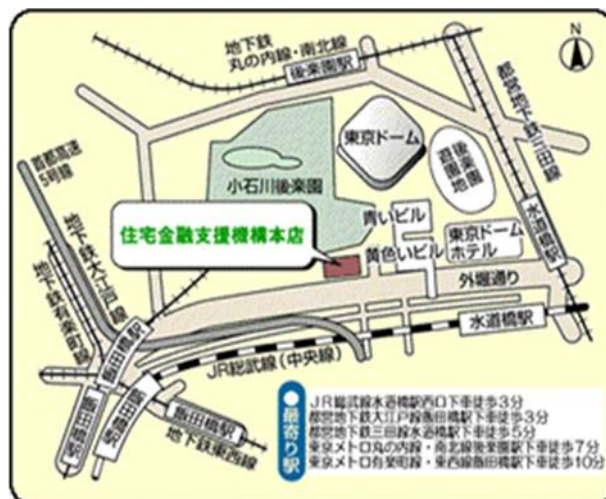 地下鉄
丸の内線・南北線
後楽園駅
N
都営地下鉄三田線
首都高速
5号線
東京ドーム
後楽園
遊園地
小石川後楽園
地下鉄大江戸線
地下鉄有楽町線
住宅金融支援機構本店
青いビル
黄色いビル
東京ドーム
ホテル
水道橋駅
外堀通り
水道橋駅
JR総武線(中央線)
飯田橋駅
飯田橋駅
飯田橋駅
飯田橋駅
地下鉄東西線
最寄り駅
JR総武線水道橋駅西口下車徒歩3分
都営地下鉄大江戸線飯田橋駅下車徒歩3分
都営地下鉄三田線水道橋駅下車徒歩5分
東京メトロ丸の内線・南北線後楽園駅下車徒歩7分
東京メトロ有楽町線・東西線飯田橋駅下車徒歩10分